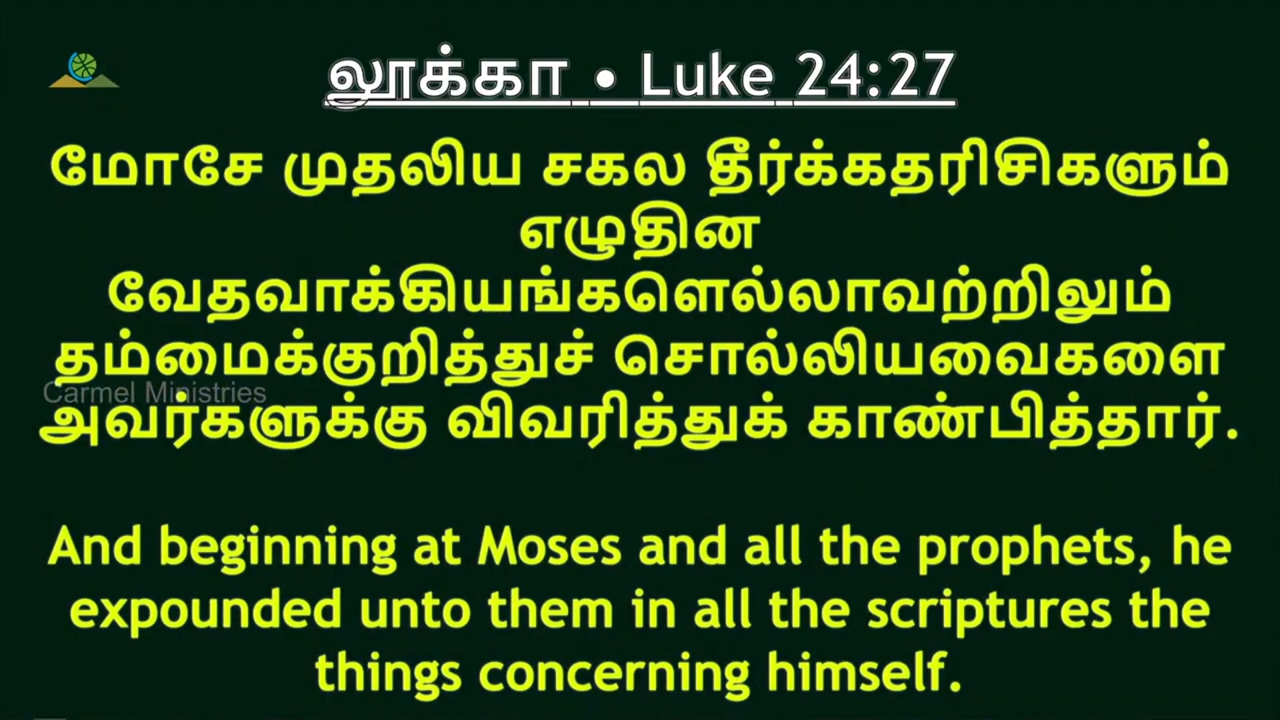 லூக்கா • Luke 24:27
மோசே முதலிய சகல தீர்க்கதரிசிகளும்
எழுதின
வேதவாக்கியங்களெல்லாவற்றிலும்
தம்மைக்குறித்துச் சொல்லியவைகளை
Carmel Ministries
அவர்களுக்கு விவரித்துக் காண்பித்தார்.
And beginning at Moses and all the prophets, he
expounded unto them in all the scriptures the
things concerning himself.